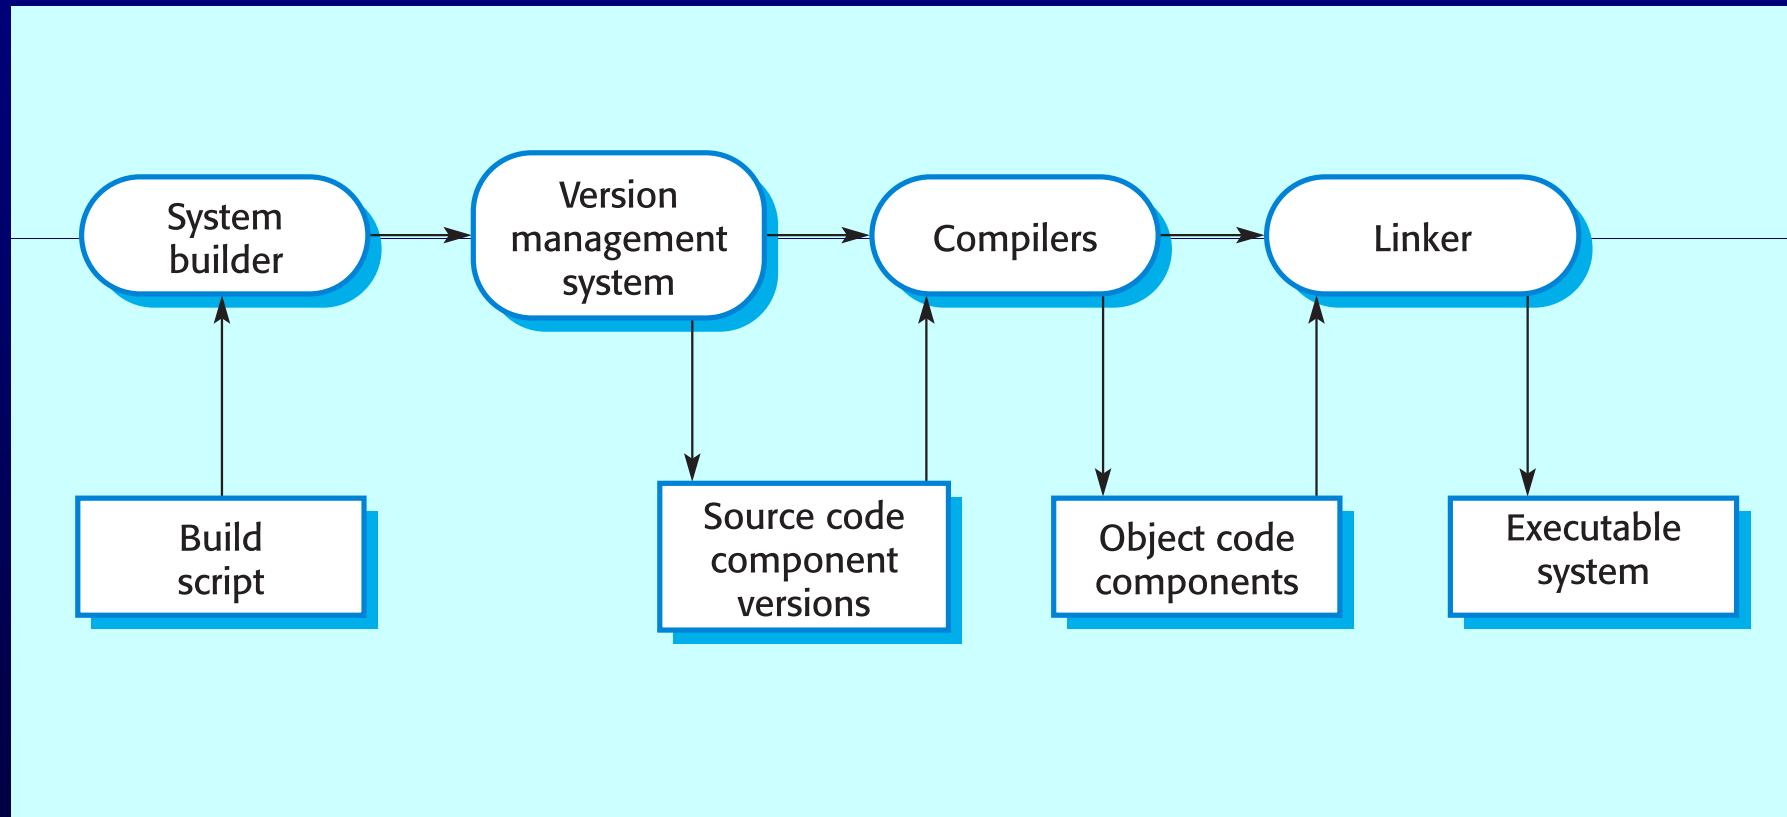 System
builder
Version
management
system
Compilers
Linker
Build
script
Source code
component
versions
Object code
components
Executable
system